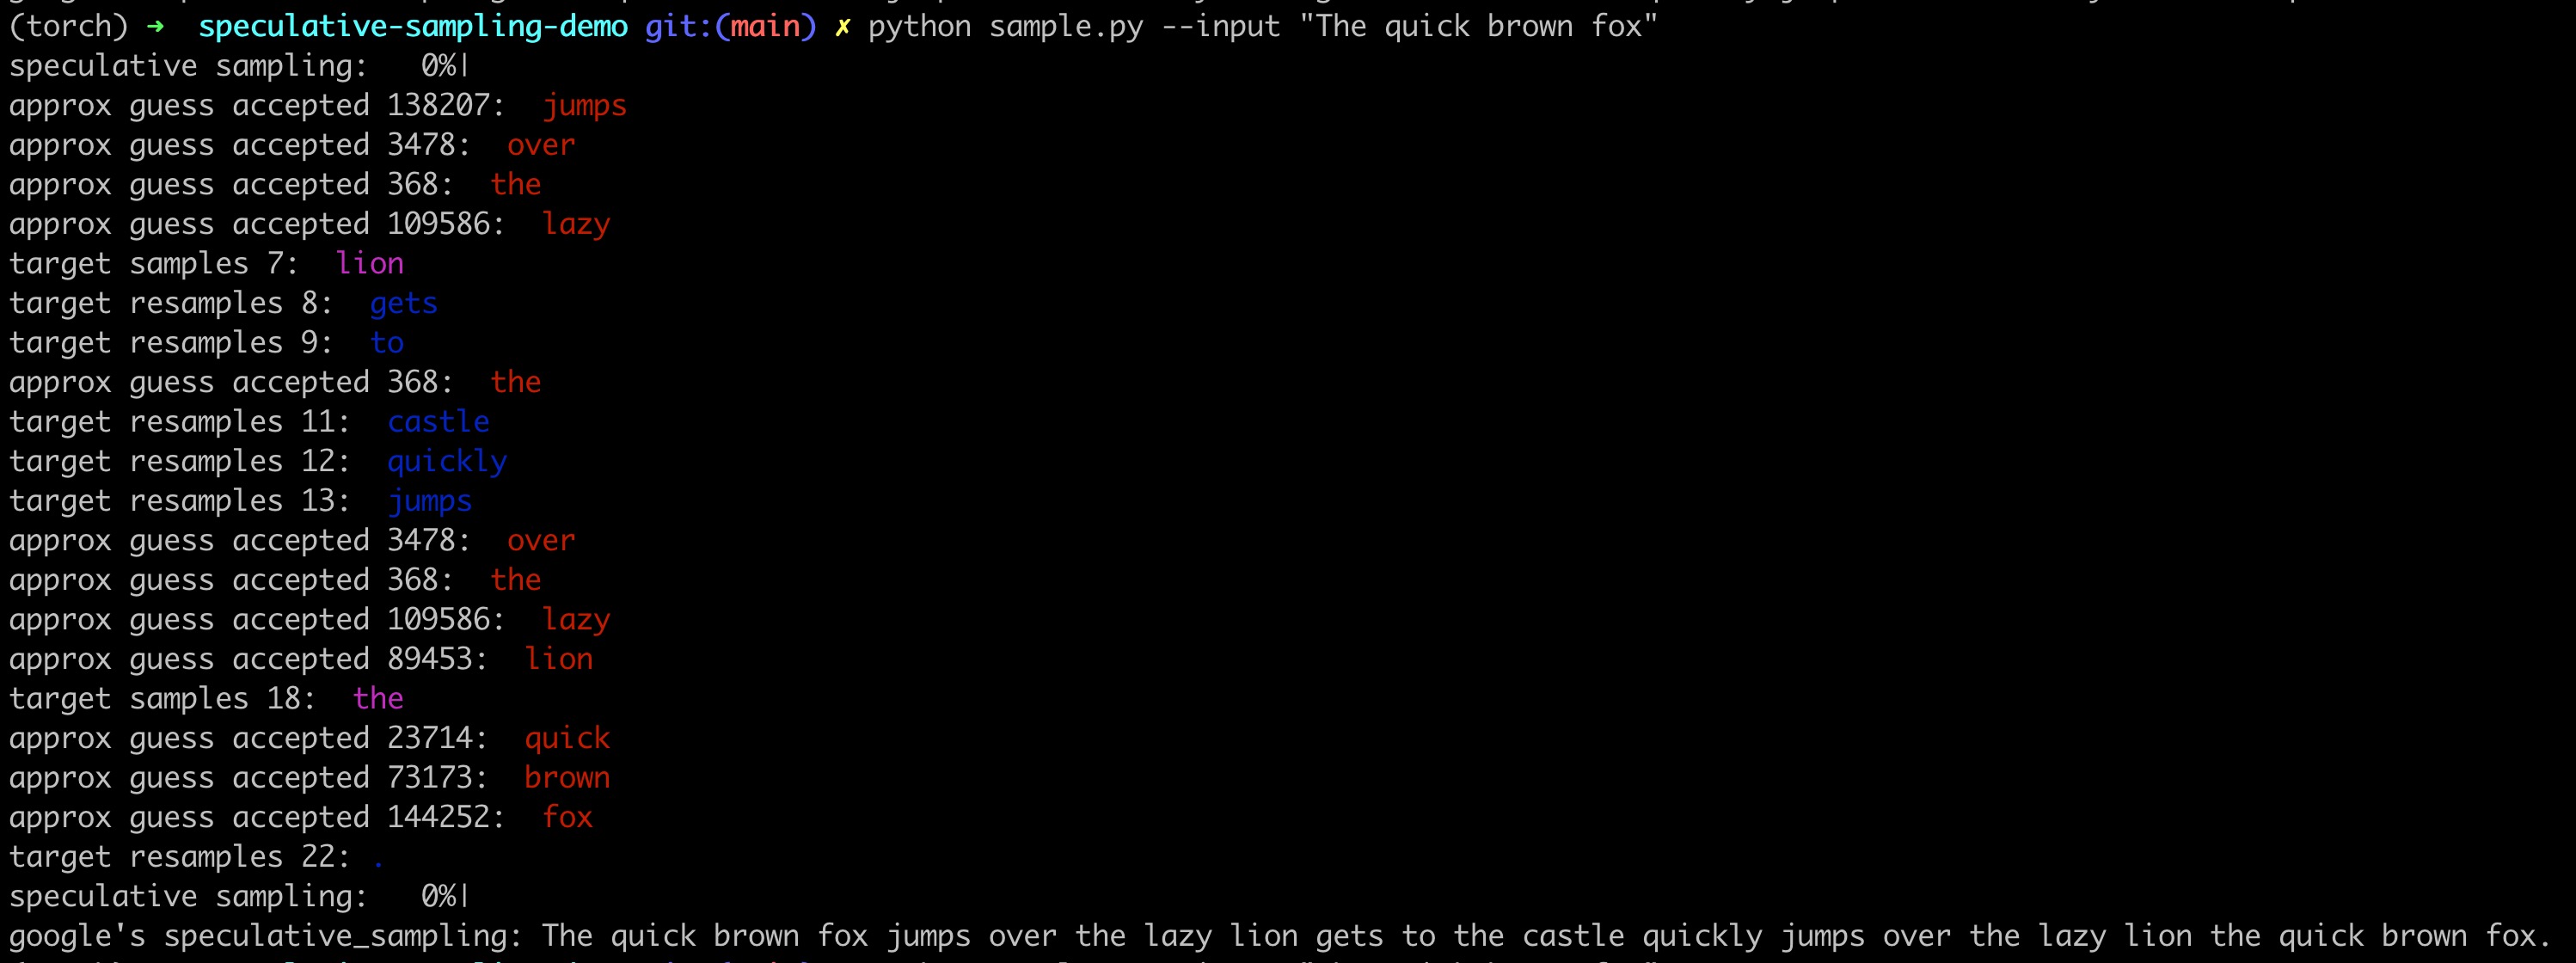 (torch) ➜ speculative-sampling-demo git:(main) ✗ python sample.py --input "The quick brown fox"
speculative sampling:   0%|
approx guess accepted 138207:  jumps
approx guess accepted 3478:  over
approx guess accepted 368:  the
approx guess accepted 109586:  lazy
target samples 7:  lion
target resamples 8:  gets
target resamples 9:  to
approx guess accepted 368:  the
target resamples 11:  castle
target resamples 12:  quickly
target resamples 13:  jumps
approx guess accepted 3478:  over
approx guess accepted 368:  the
approx guess accepted 109586:  lazy
approx guess accepted 89453:  lion
target samples 18:  the
approx guess accepted 23714:  quick
approx guess accepted 73173:  brown
approx guess accepted 144252:  fox
target resamples 22: .
speculative sampling:   0%|
google's speculative_sampling: The quick brown fox jumps over the lazy lion gets to the castle quickly jumps over the lazy lion the quick brown fox.